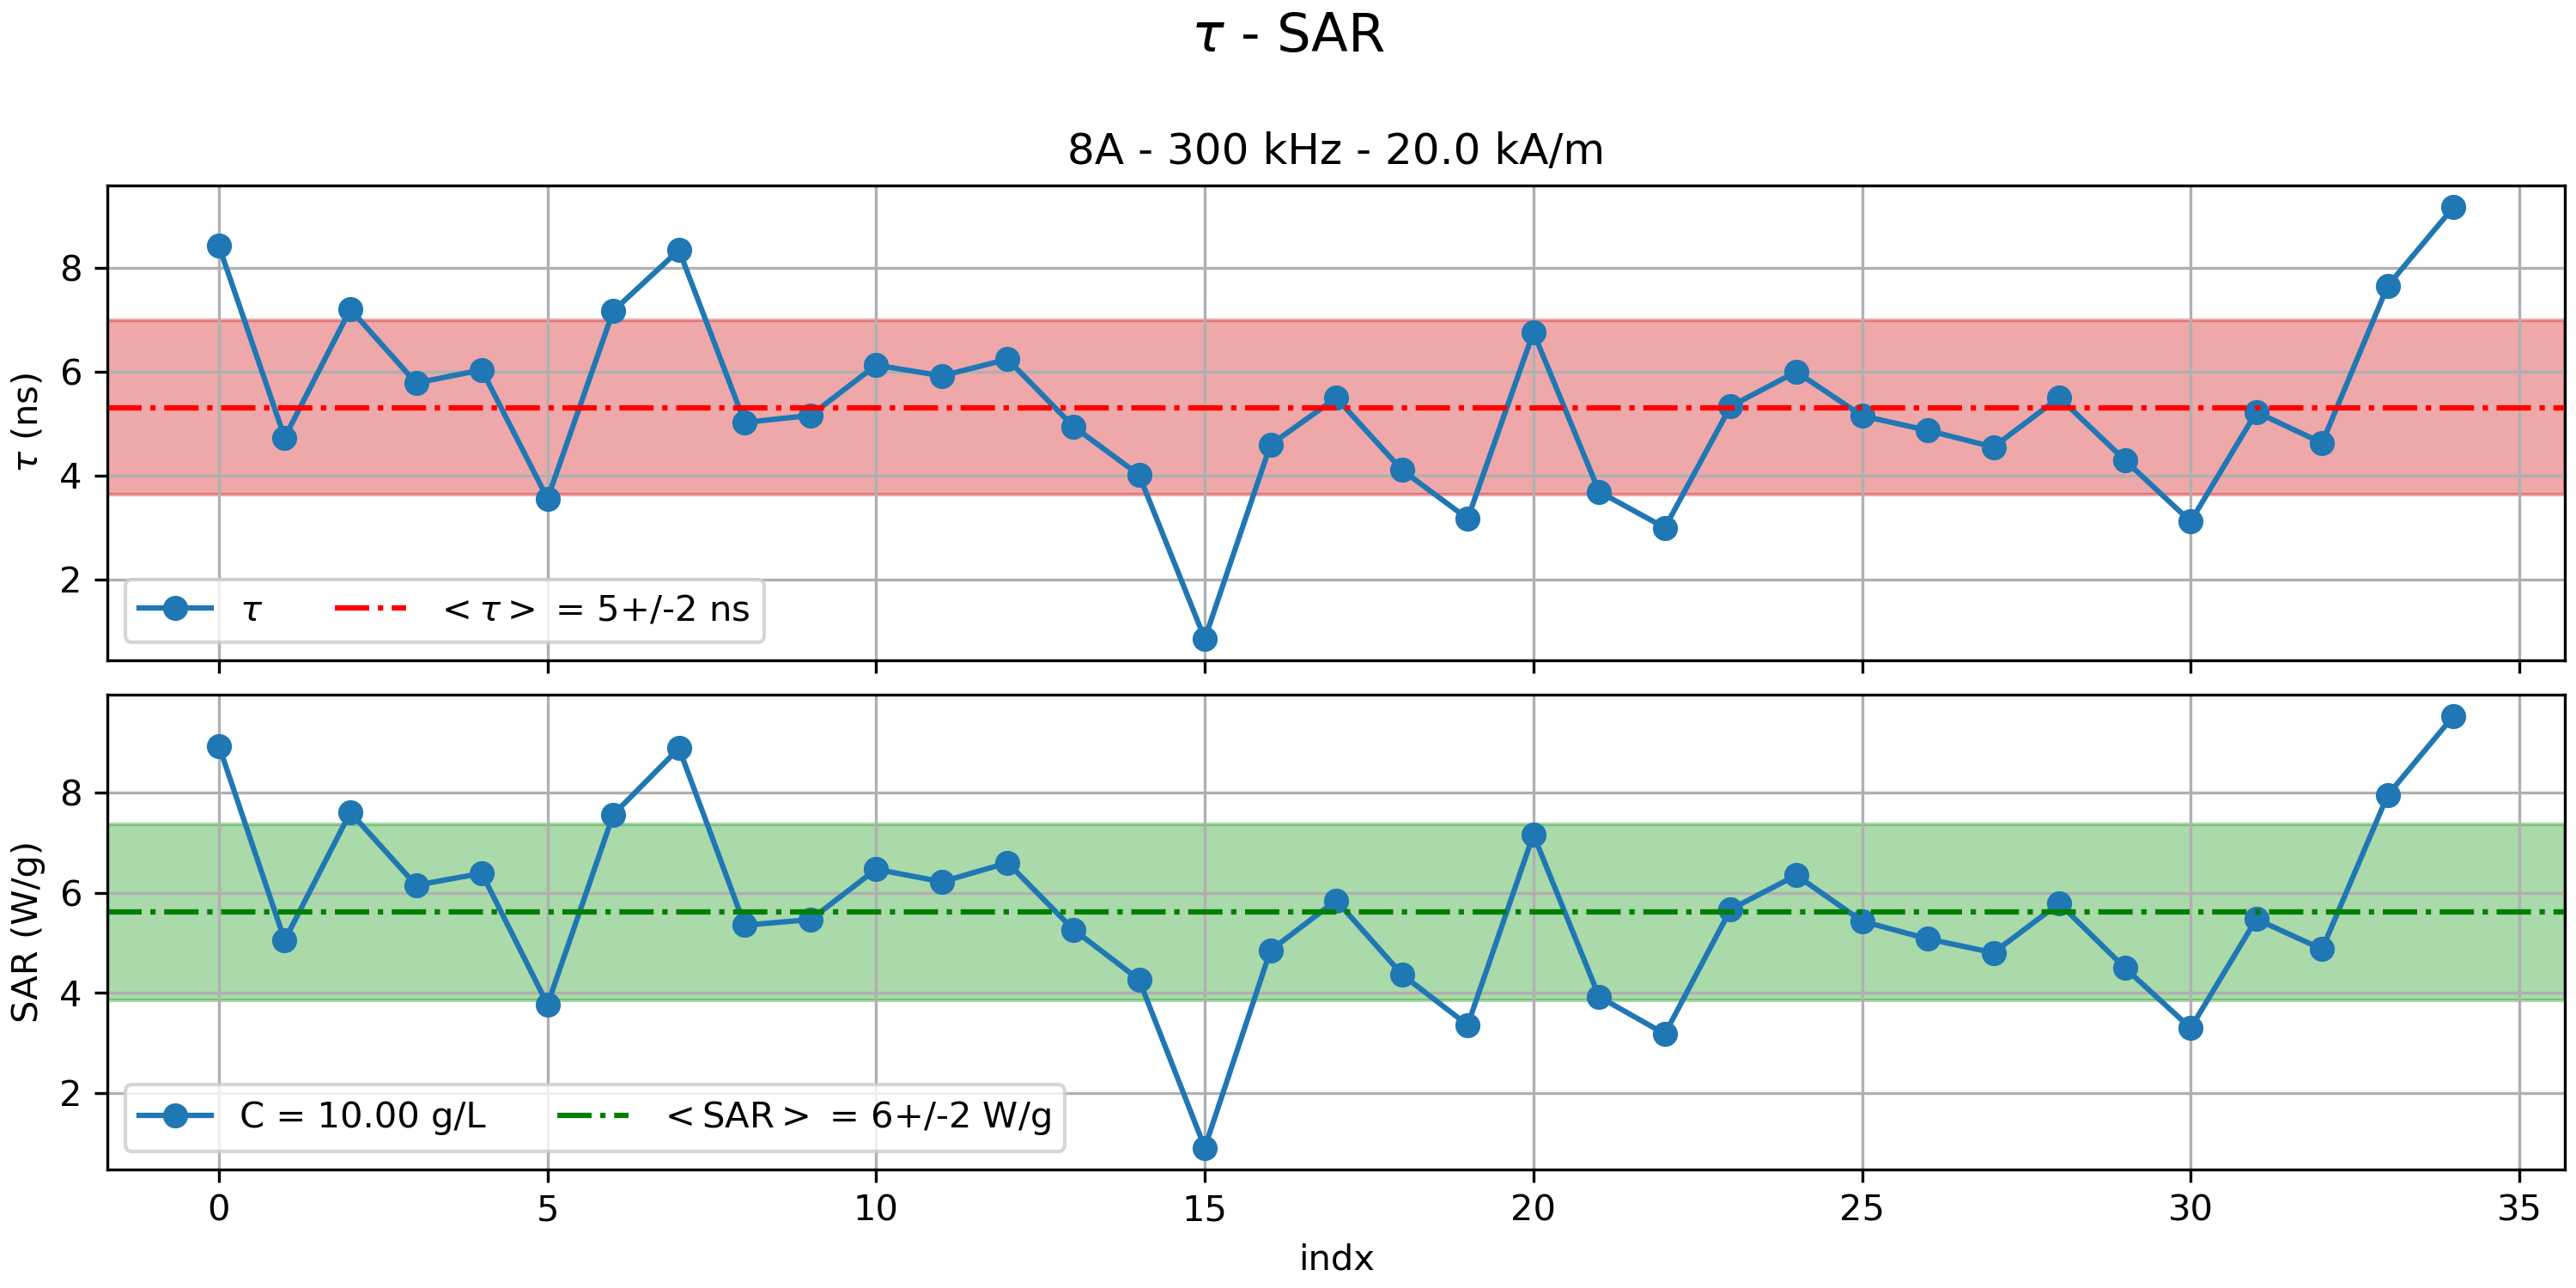 τ - SAR
8A - 300 kHz - 20.0 kA/m
τ (ns)
8
6
4
2
τ
<τ> = 5+/-2 ns
SAR (W/g)
8
6
4
2
C = 10.00 g/L
<SAR> = 6+/-2 W/g
0 5 10 15 20 25 30 35
indx